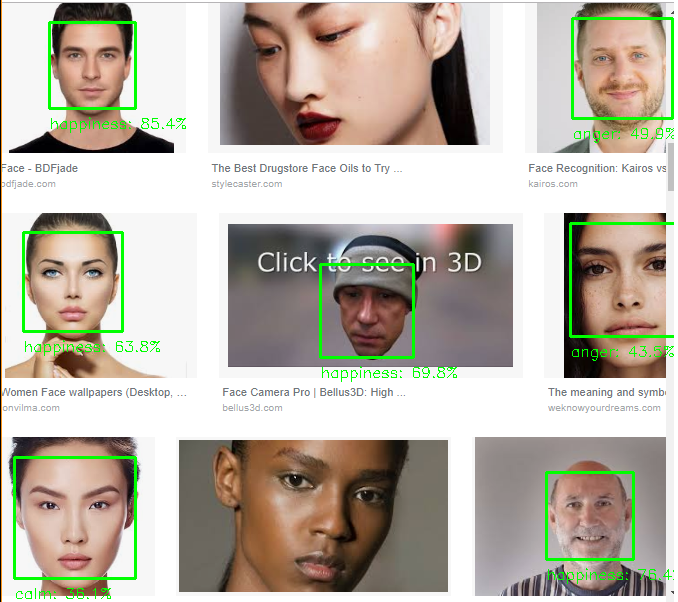 happiness: 85.4%
anger: 49.9%
Face - BDFjade
The Best Drugstore Face Oils to Try ...
Face Recognition: Kairos vs
bdfjade.com
stylecaster.com
kairos.com
Click to see in 3D
happiness: 63.8%
happiness: 69.8%
anger: 43.5%
Women Face wallpapers (Desktop, ...
Face Camera Pro | Bellus3D: High ...
The meaning and symbo
onvilma.com
bellus3d.com
weknowyourdreams.com
calm: 38.1%
happiness: